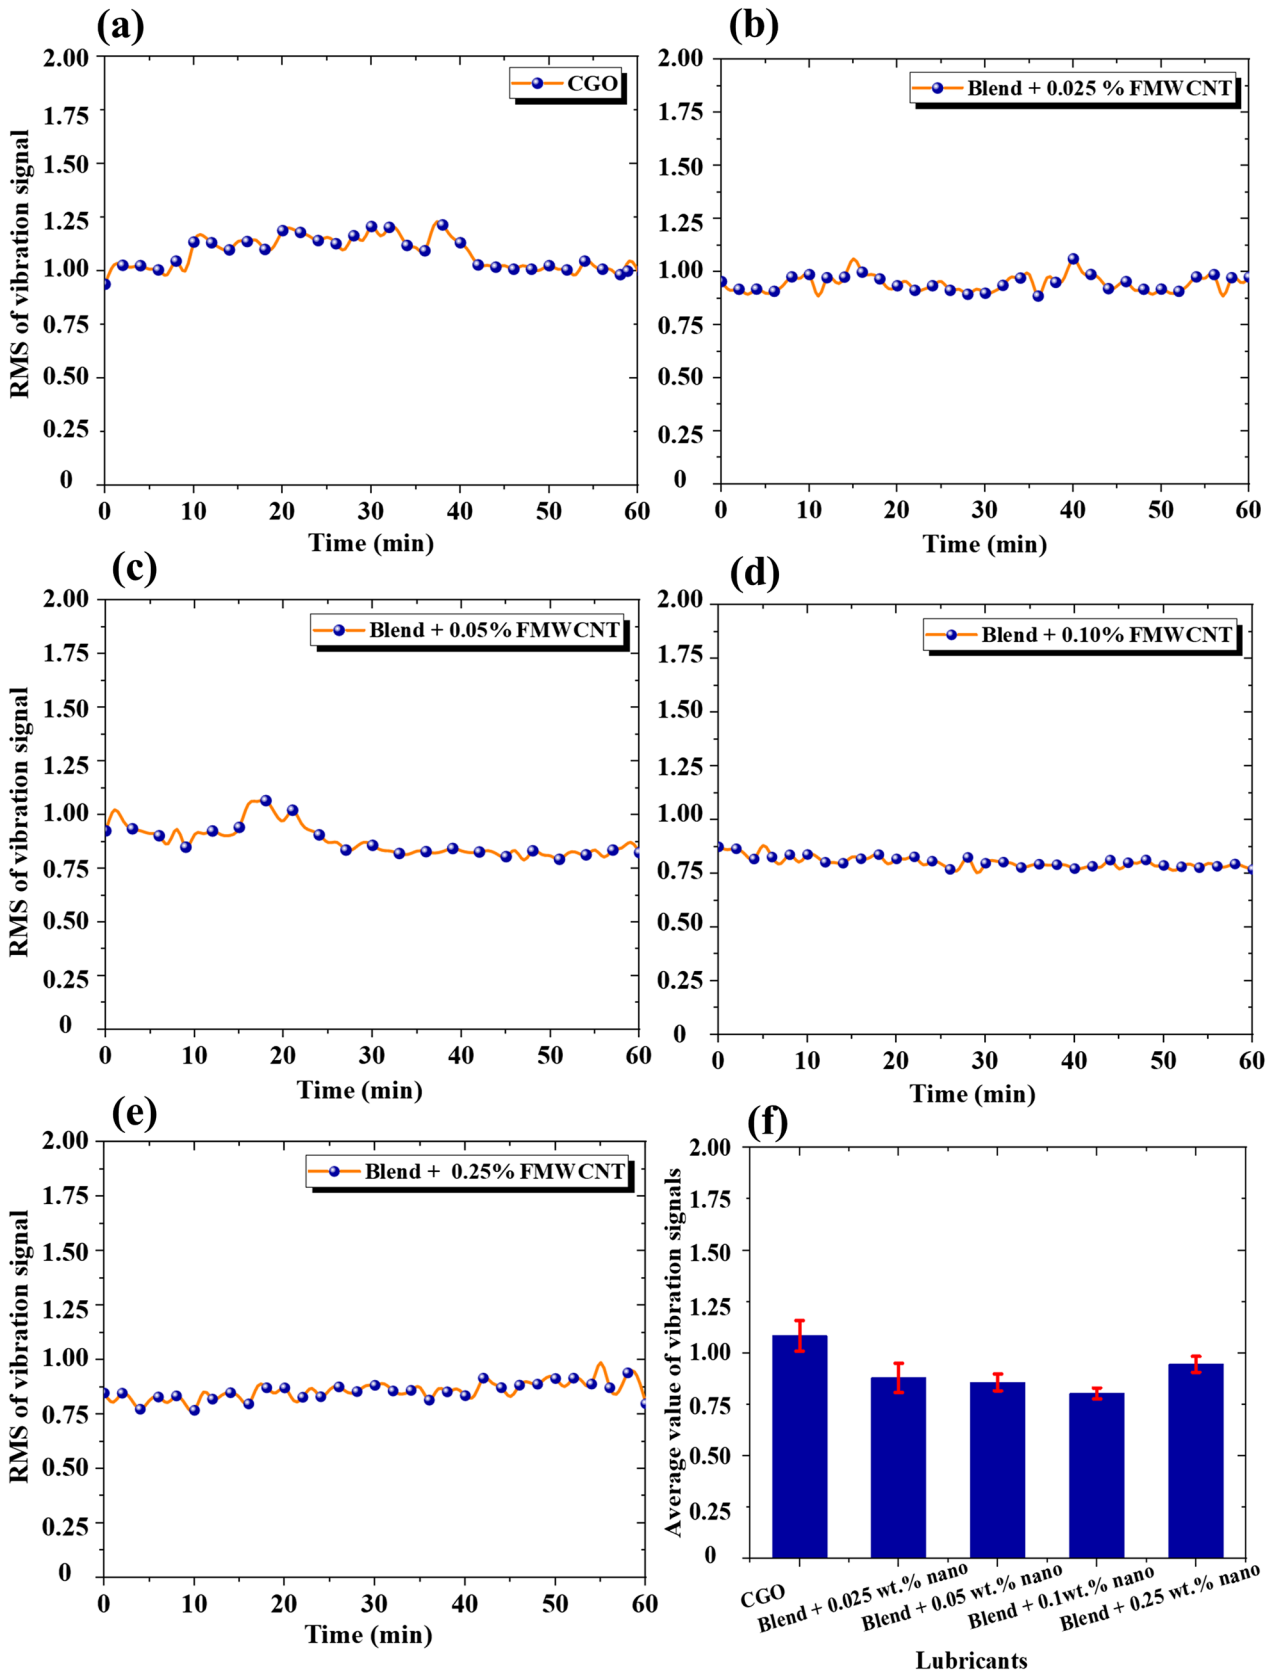 (a)
2.00
1.75
1.50
1.25
1.00
0.75
0.50
0.25
0
RMS of vibration signal
CGO
0 10 20 30 40 50 60
Time (min)
(b)
2.00
1.75
1.50
1.25
1.00
0.75
0.50
0.25
0
Blend + 0.025 % FMWCNT
0 10 20 30 40 50 60
Time (min)
(c)
2.00
1.75
1.50
1.25
1.00
0.75
0.50
0.25
0
RMS of vibration signal
Blend + 0.05% FMWCNT
0 10 20 30 40 50 60
Time (min)
(d)
2.00
1.75
1.50
1.25
1.00
0.75
0.50
0.25
0
Blend + 0.10% FMWCNT
0 10 20 30 40 50 60
Time (min)
(e)
2.00
1.75
1.50
1.25
1.00
0.75
0.50
0.25
0
RMS of vibration signal
Blend + 0.25% FMWCNT
0 10 20 30 40 50 60
Time (min)
(f)
2.00
1.75
1.50
1.25
1.00
0.75
0.50
0.25
0
Average value of vibration signals
CGO
Blend + 0.025 wt.% nano
Blend + 0.05 wt.% nano
Blend + 0.1wt.% nano
Blend + 0.25 wt.% nano
Lubricants